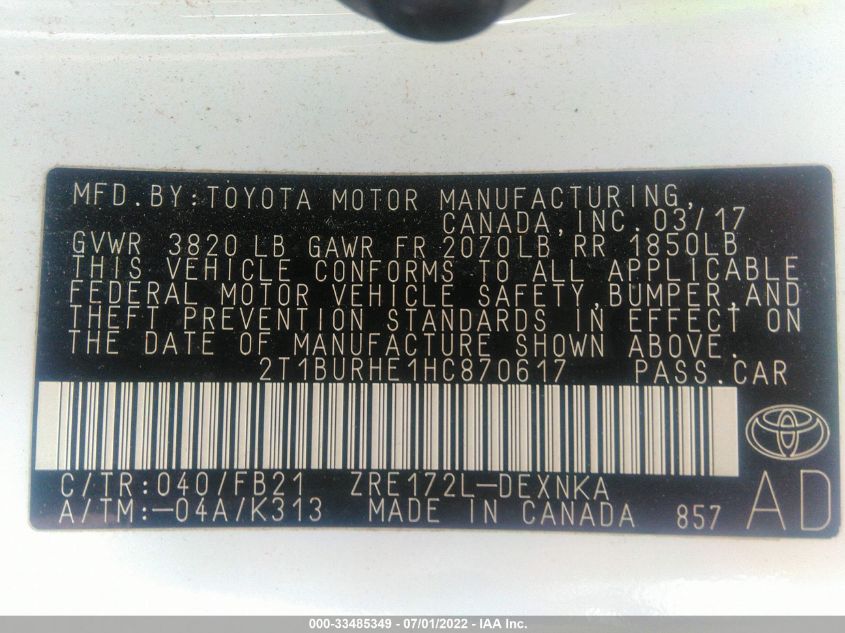 MFD.BY:TOYOTA MOTOR MANUFACTURING,
CANADA,INC. 03/17
GVWR 3820 LB GAWR FR 2070LB RR 1850LB
THIS VEHICLE CONFORMS TO ALL APPLICABLE
FEDERAL MOTOR VEHICLE SAFETY,BUMPER,AND
THEFT PREVENTION STANDARDS IN EFFECT ON
THE DATE OF MANUFACTURE SHOWN ABOVE.
2T1BURHE1HC870617 PASS.CAR
C/TR:040/FB21 ZRE172L-DEXNKA
A/TM:-04A/K313 MADE IN CANADA 857 AD
000-33485349 - 07/01/2022 - IAA Inc.